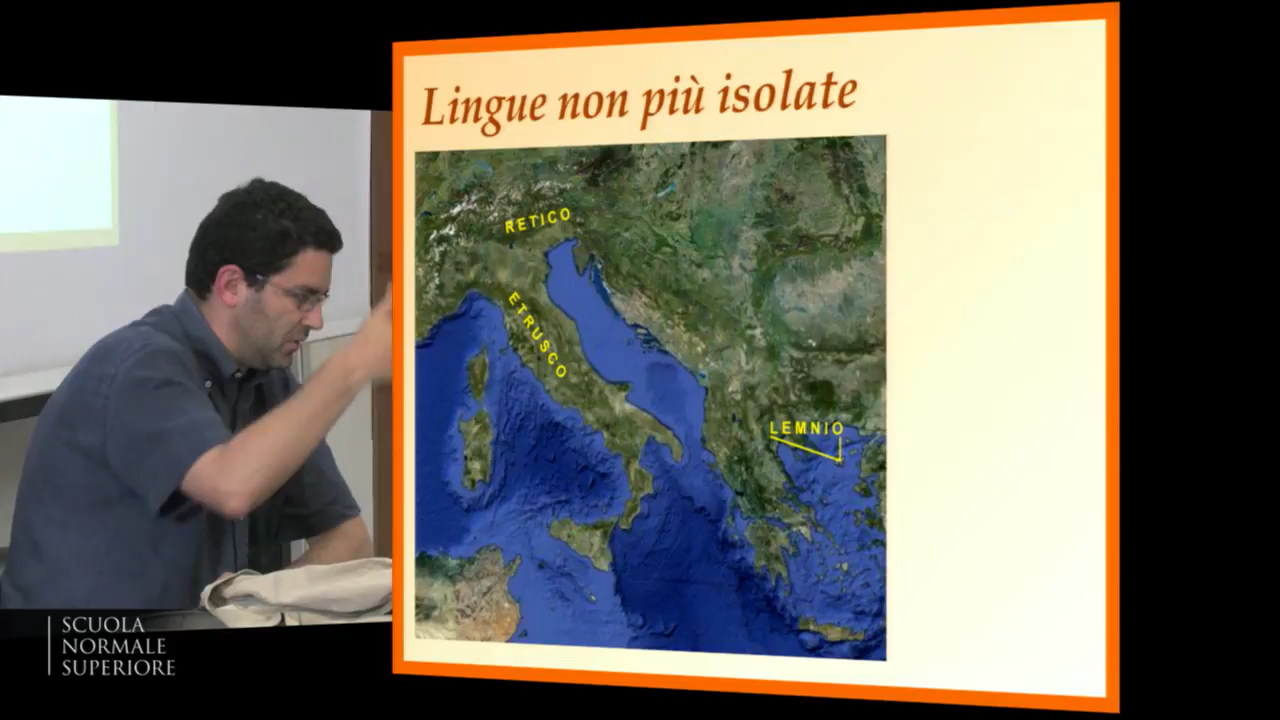 Lingue non più isolate
RETICO
ETRUSCO
LEMNIO
SCUOLA
NORMALE
SUPERIORE